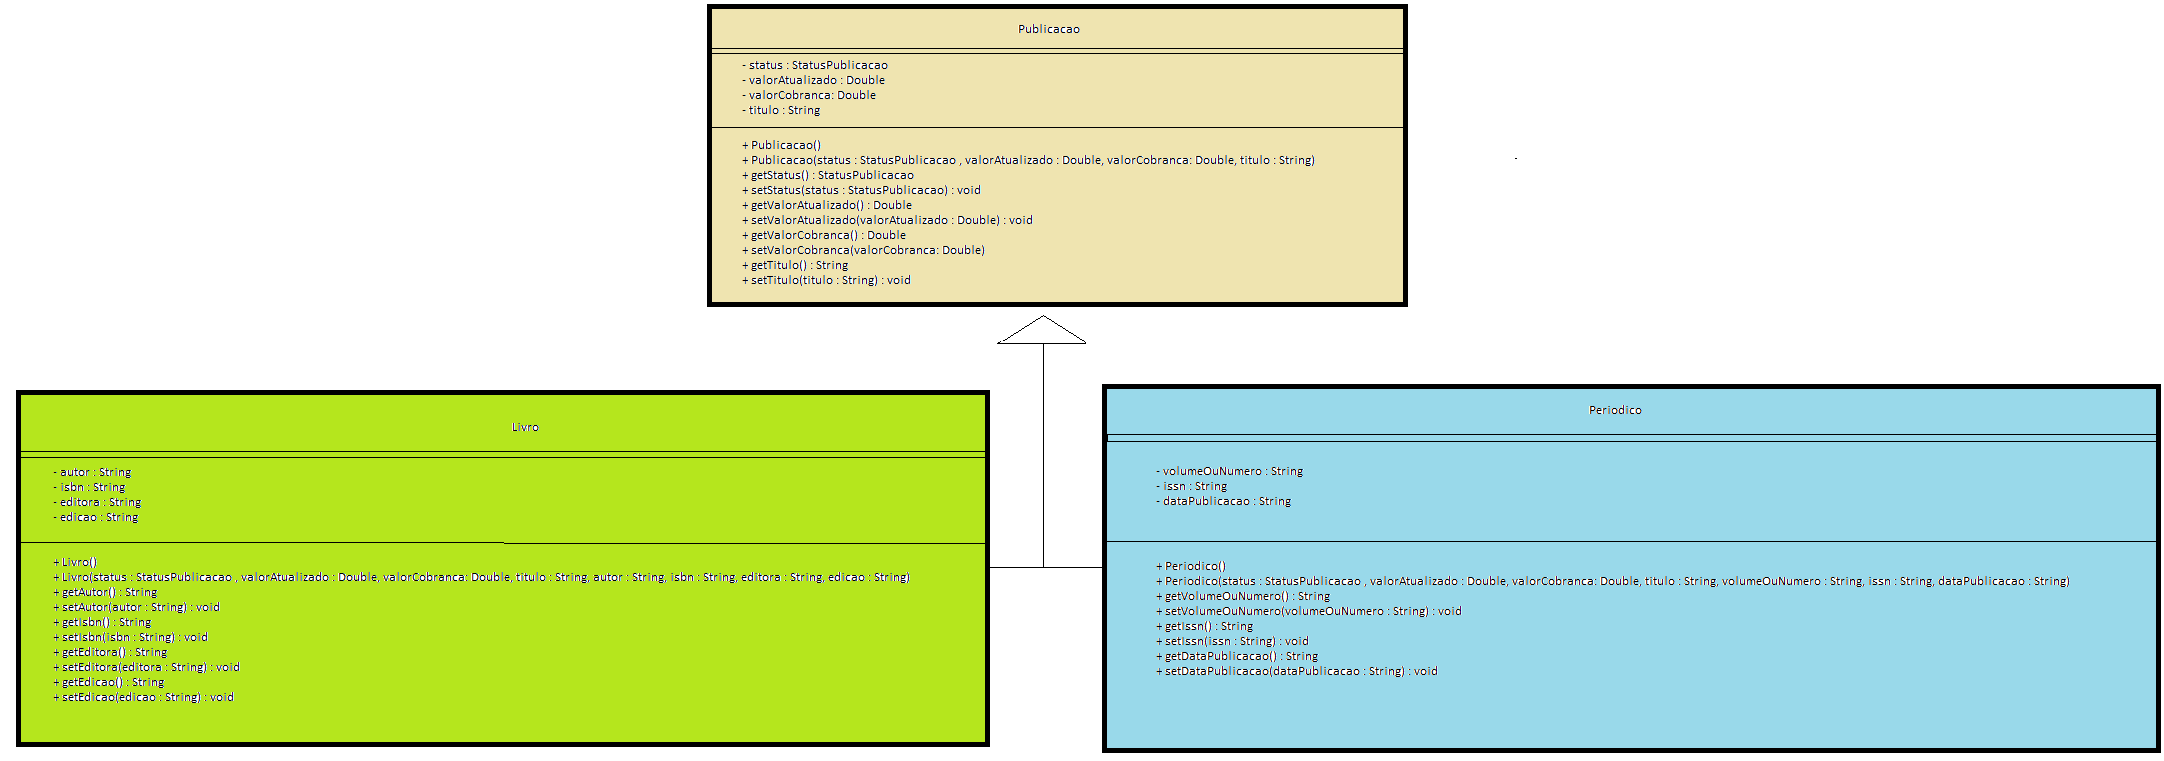 Publicacao
- status : StatusPublicacao
- valorAtualizado : Double
- valorCobranca: Double
- titulo : String
+ Publicacao()
+ Publicacao(status : StatusPublicacao , valorAtualizado : Double, valorCobranca: Double, titulo : String)
+ getStatus() : StatusPublicacao
+ setStatus(status : StatusPublicacao) : void
+ getValorAtualizado() : Double
+ setValorAtualizado(valorAtualizado : Double) : void
+ getValorCobranca() : Double
+ setValorCobranca(valorCobranca: Double)
+ getTitulo() : String
+ setTitulo(titulo : String) : void
Livro
- autor : String
- isbn : String
- editora : String
- edicao : String
+ Livro()
+ Livro(status : StatusPublicacao , valorAtualizado : Double, valorCobranca: Double, titulo : String, autor : String, isbn : String, editora : String, edicao : String)
+ getAutor() : String
+ setAutor(autor : String) : void
+ getIsbn() : String
+ setIsbn(isbn : String) : void
+ getEditora() : String
+ setEditora(editora : String) : void
+ getEdicao() : String
+ setEdicao(edicao : String) : void
Periodico
- volumeOuNumero : String
- issn : String
- dataPublicacao : String
+ Periodico()
+ Periodico(status : StatusPublicacao , valorAtualizado : Double, valorCobranca: Double, titulo : String, volumeOuNumero : String, issn : String, dataPublicacao : String)
+ getVolumeOuNumero() : String
+ setVolumeOuNumero(volumeOuNumero : String) : void
+ getIssn() : String
+ setIssn(issn : String) : void
+ getDataPublicacao() : String
+ setDataPublicacao(dataPublicacao : String) : void